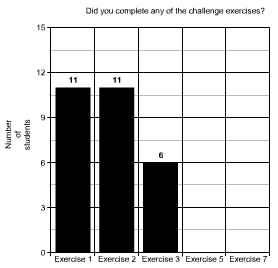 Did you complete any of the challenge exercises?
15
12
9
6
3
0
Number
of
students
11
11
6
Exercise 1
Exercise 2
Exercise 3
Exercise 5
Exercise 7